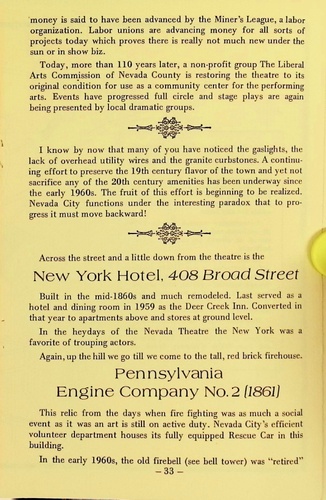 money is said to have been advanced by the Miner's League, a labor
organization. Labor unions are advancing money for all sorts of
projects today which proves there is really not much new under the
sun or in show biz.
Today, more than 110 years later, a non-profit group The Liberal
Arts Commission of Nevada County is restoring the theatre to its
original condition for use as a community center for the performing
arts. Events have progressed full circle and stage plays are again
being presented by local dramatic groups.
I know by now that many of you have noticed the gaslights, the
lack of overhead utility wires and the granite curbstones. A continu-
ing effort to preserve the 19th century flavor of the town and yet not
sacrifice any of the 20th century amenities has been underway since
the early 1960s. The fruit of this effort is beginning to be realized.
Nevada City functions under the interesting paradox that to pro-
gress it must move backward!
Across the street and a little down from the theatre is the
New York Hotel, 408 Broad Street
Built in the mid-1860s and much remodeled. Last served as a
hotel and dining room in 1959 as the Deer Creek Inn. Converted in
that year to apartments above and stores at ground level.
In the heydays of the Nevada Theatre the New York was a
favorite of trouping actors.
Again, up the hill we go till we come to the tall, red brick firehouse.
Pennsylvania
Engine Company No. 2 (1861)
This relic from the days when fire fighting was as much a social
event as it was an art is still on active duty. Nevada City's efficient
volunteer department houses its fully equipped Rescue Car in this
building.
In the early 1960s, the old firebell (see bell tower) was "retired"
– 33 –